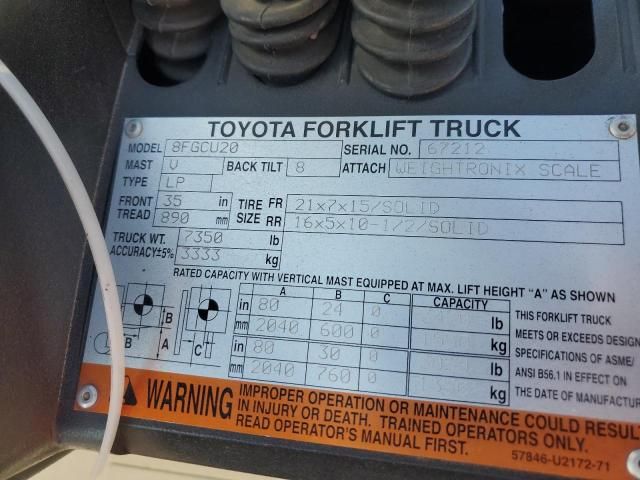 TOYOTA FORKLIFT TRUCK
MODEL 8FGCU20 SERIAL NO. 67212
MAST V BACK TILT 8 ATTACH WEIGHTRONIX SCALE
TYPE LP
FRONT 35 in TIRE FR 21x7x15/SOLID
TREAD 890 mm SIZE RR 16x5x10-1/2/SOLID
TRUCK WT. 7350 lb
ACCURACY±5% 3333 kg
RATED CAPACITY WITH VERTICAL MAST EQUIPPED AT MAX. LIFT HEIGHT "A" AS SHOWN
A B C CAPACITY
in 80 24 0 lb THIS FORKLIFT TRUCK
mm 2040 600 0 kg MEETS OR EXCEEDS DESIGN
in 80 30 0 lb SPECIFICATIONS OF ASME/
mm 2040 760 0 kg ANSI B56.1 IN EFFECT ON
THE DATE OF MANUFACTUR
B
B A C
WARNING
IMPROPER OPERATION OR MAINTENANCE COULD RESUL
IN INJURY OR DEATH. TRAINED OPERATORS ONLY.
READ OPERATOR'S MANUAL FIRST.
57846-U2172-71